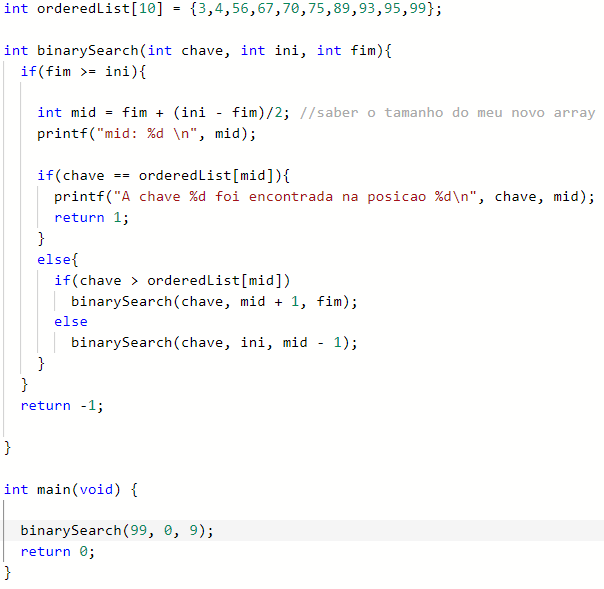 int orderedList[10] = {3,4,56,67,70,75,89,93,95,99};
int binarySearch(int chave, int ini, int fim){
if(fim >= ini){
int mid = fim + (ini - fim)/2; //saber o tamanho do meu novo array
printf("mid: %d \n", mid);
if(chave == orderedList[mid]){
printf("A chave %d foi encontrada na posicao %d\n", chave, mid);
return 1;
}
else{
if(chave > orderedList[mid])
binarySearch(chave, mid + 1, fim);
else
binarySearch(chave, ini, mid - 1);
}
}
return -1;
}
int main(void) {
binarySearch(99, 0, 9);
return 0;
}